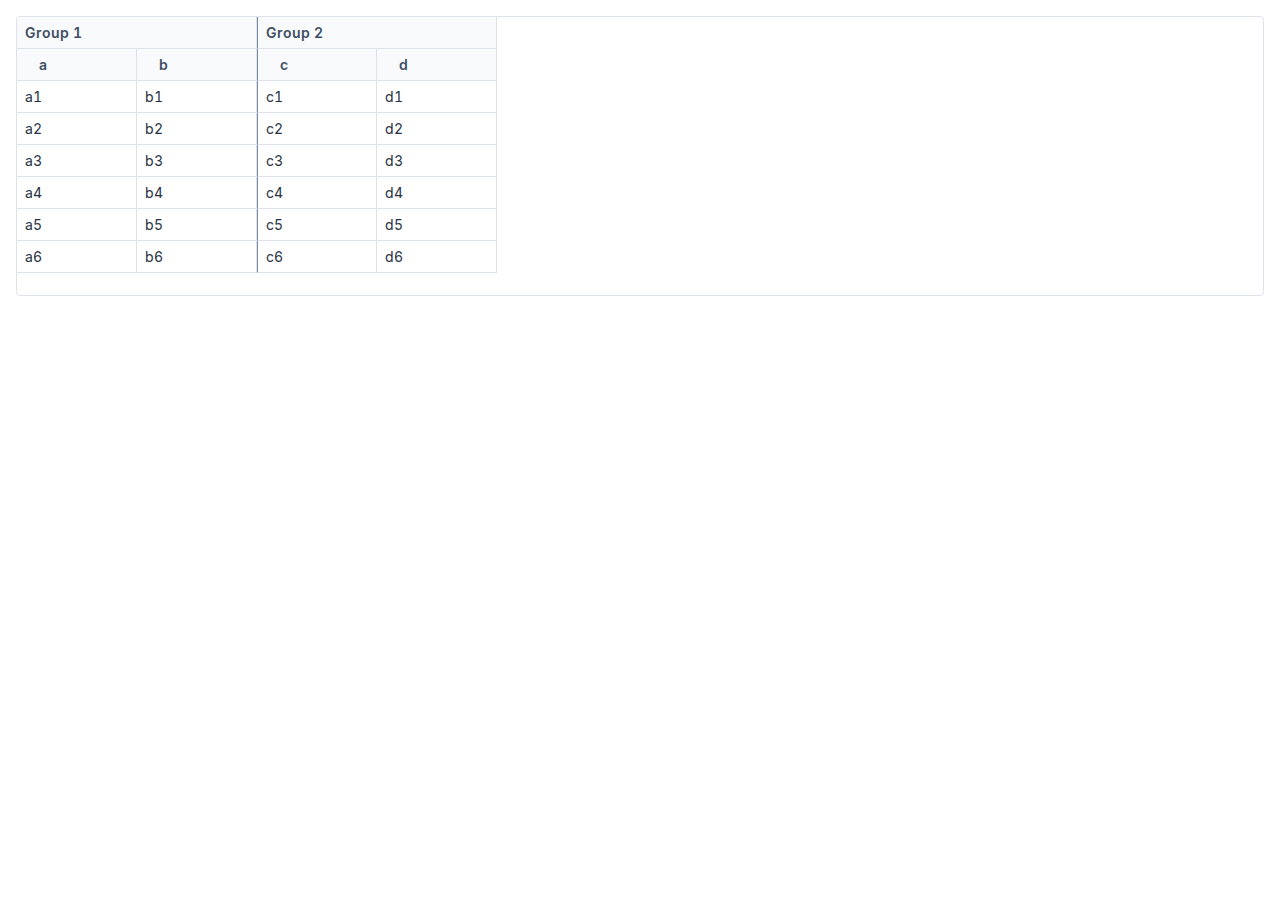 Group 1 Group 2
a b c d
a1 b1 c1 d1
a2 b2 c2 d2
a3 b3 c3 d3
a4 b4 c4 d4
a5 b5 c5 d5
a6 b6 c6 d6